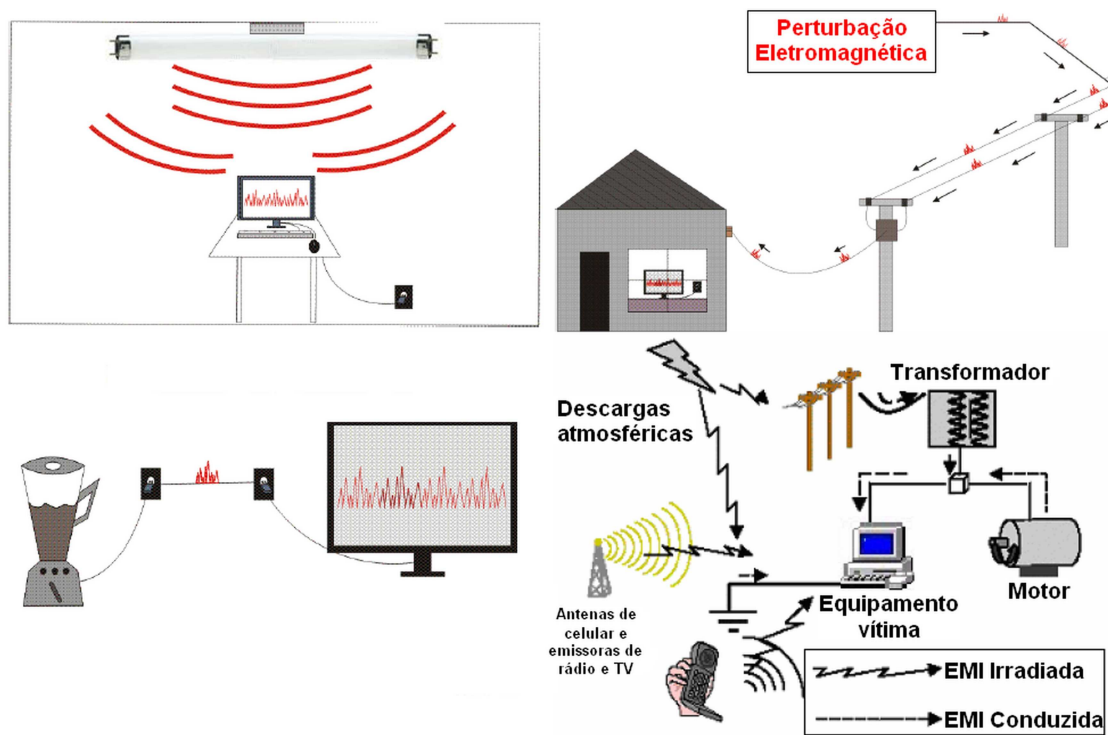 Perturbação
Eletromagnética
Transformador
Descargas
atmosféricas
Motor
Equipamento
vítima
Antenas de
celular e
emissoras de
rádio e TV
EMI Irradiada
EMI Conduzida